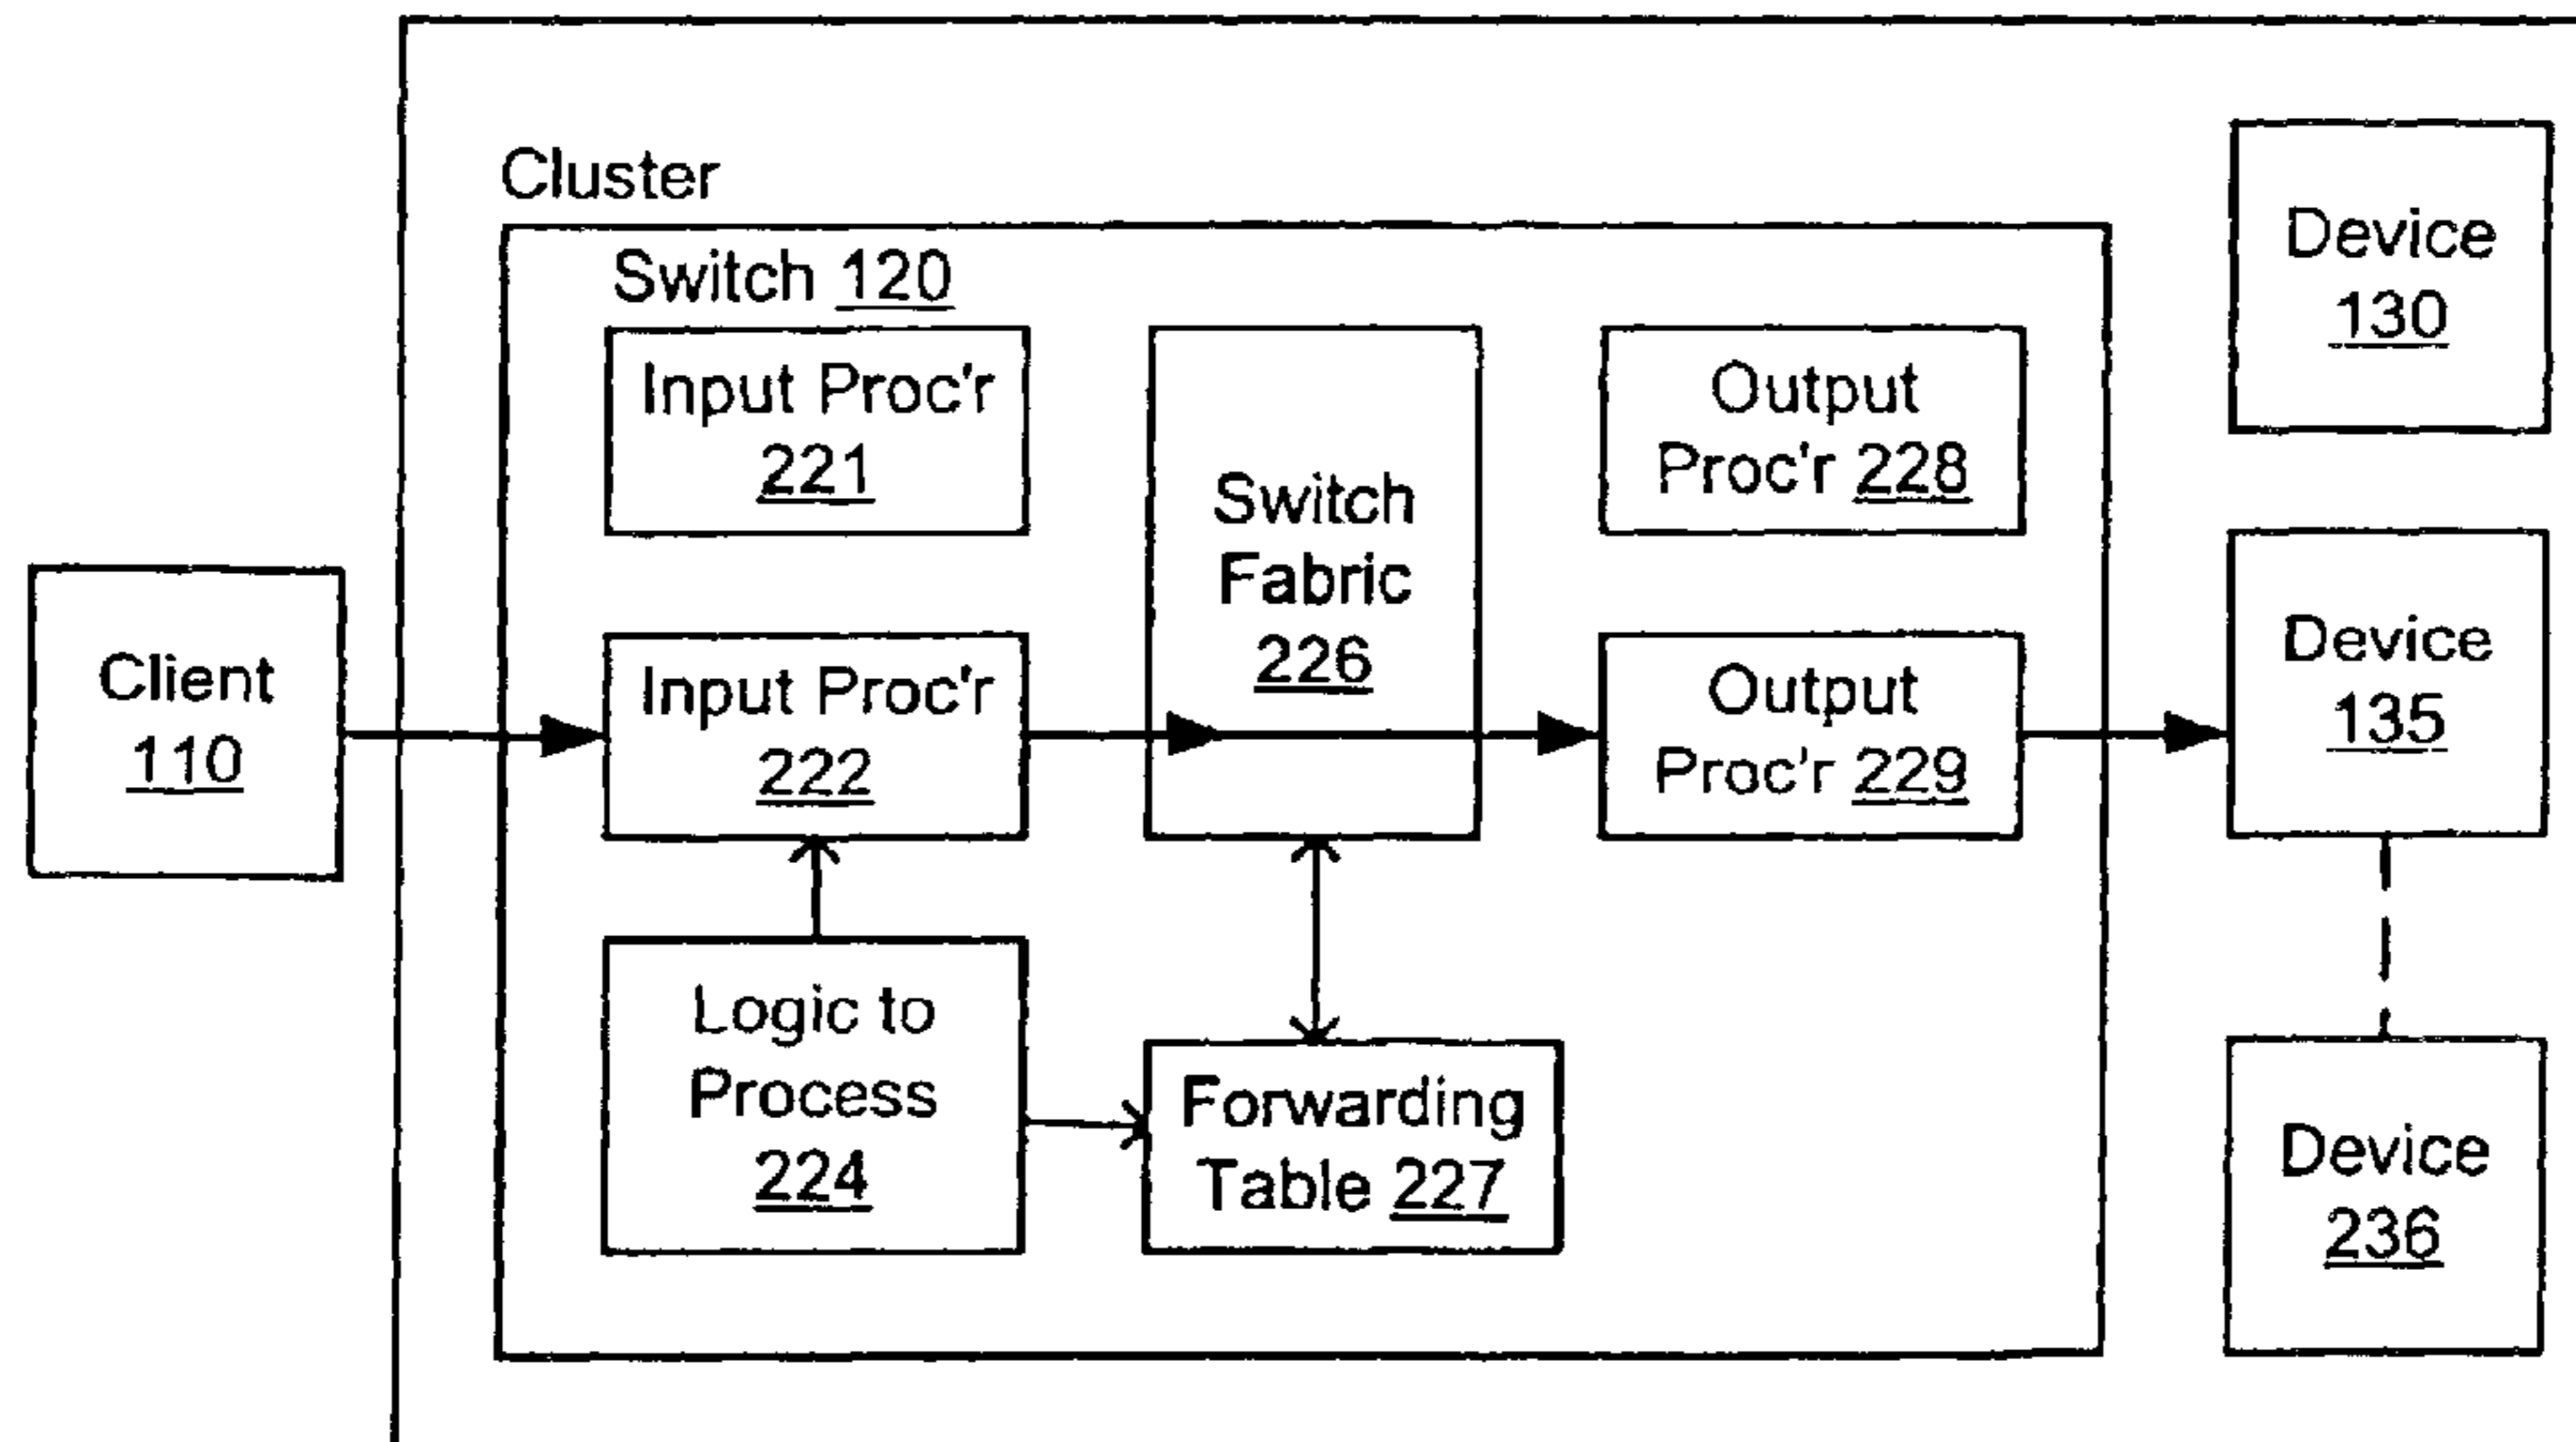 Cluster
Switch 120
Input Proc'r
221
Switch
Fabric
226
Output
Proc'r 228
Device
130
Client
110
Input Proc'r
222
Output
Proc'r 229
Device
135
Logic to
Process
224
Forwarding
Table 227
Device
236